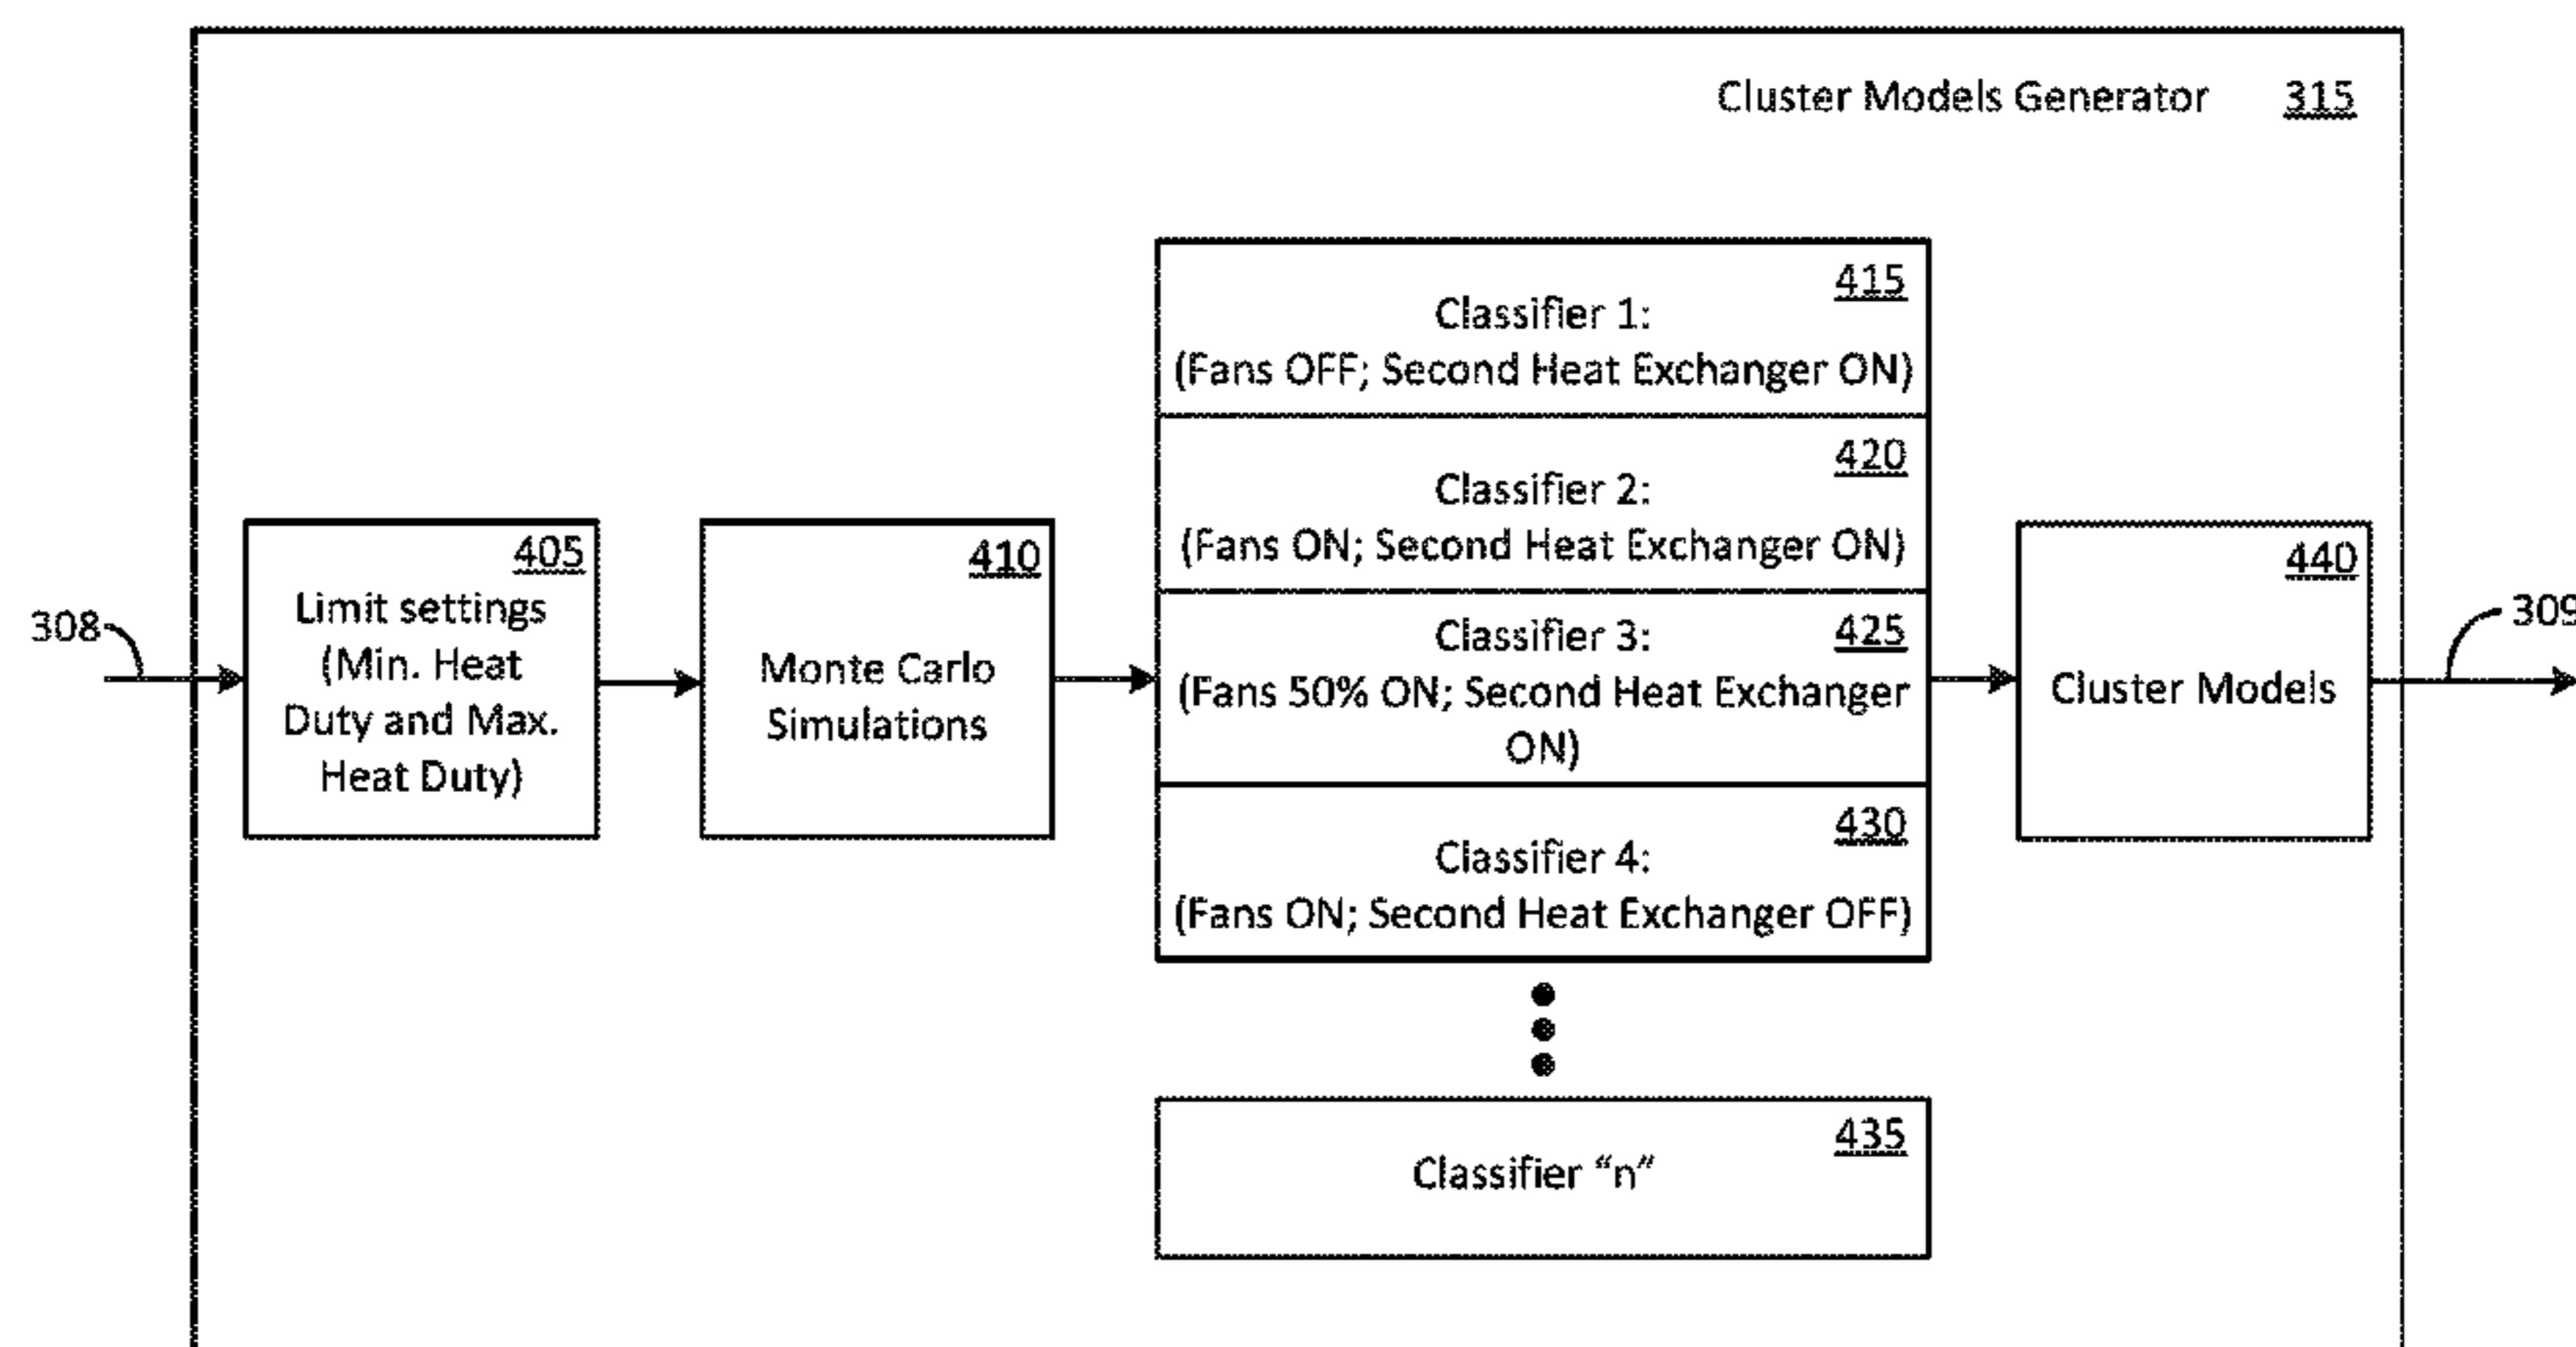 Cluster Models Generator 315
308
405
Limit settings
(Min. Heat
Duty and Max.
Heat Duty)
410
Monte Carlo
Simulations
415
Classifier 1:
(Fans OFF; Second Heat Exchanger ON)
420
Classifier 2:
(Fans ON; Second Heat Exchanger ON)
425
Classifier 3:
(Fans 50% ON; Second Heat Exchanger
ON)
430
Classifier 4:
(Fans ON; Second Heat Exchanger OFF)
435
Classifier “n”
440
Cluster Models
309